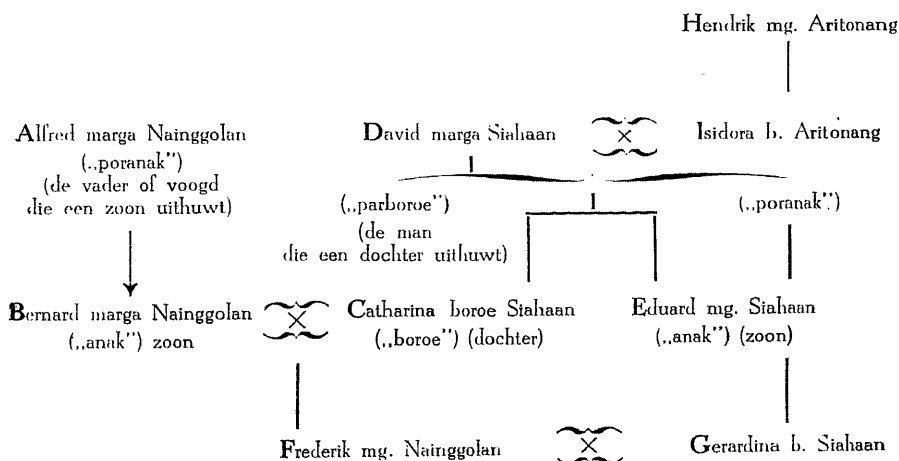 Hendrik mg. Aritonang
Alfred marga Nainggolan
David marga Siahaan × Isidora b. Aritonang
(„poranak”)
(de vader of voogd
die een zoon uithuwt)
(„parboroe”)
(de man
die een dochter uithuwt)
(„poranak”)
Bernard marga Nainggolan × Catharina boroe Siahaan
Eduard mg. Siahaan
(„anak”) zoon
(„boroe”) (dochter)
(„anak”) (zoon)
Frederik mg. Nainggolan × Gerardina b. Siahaan